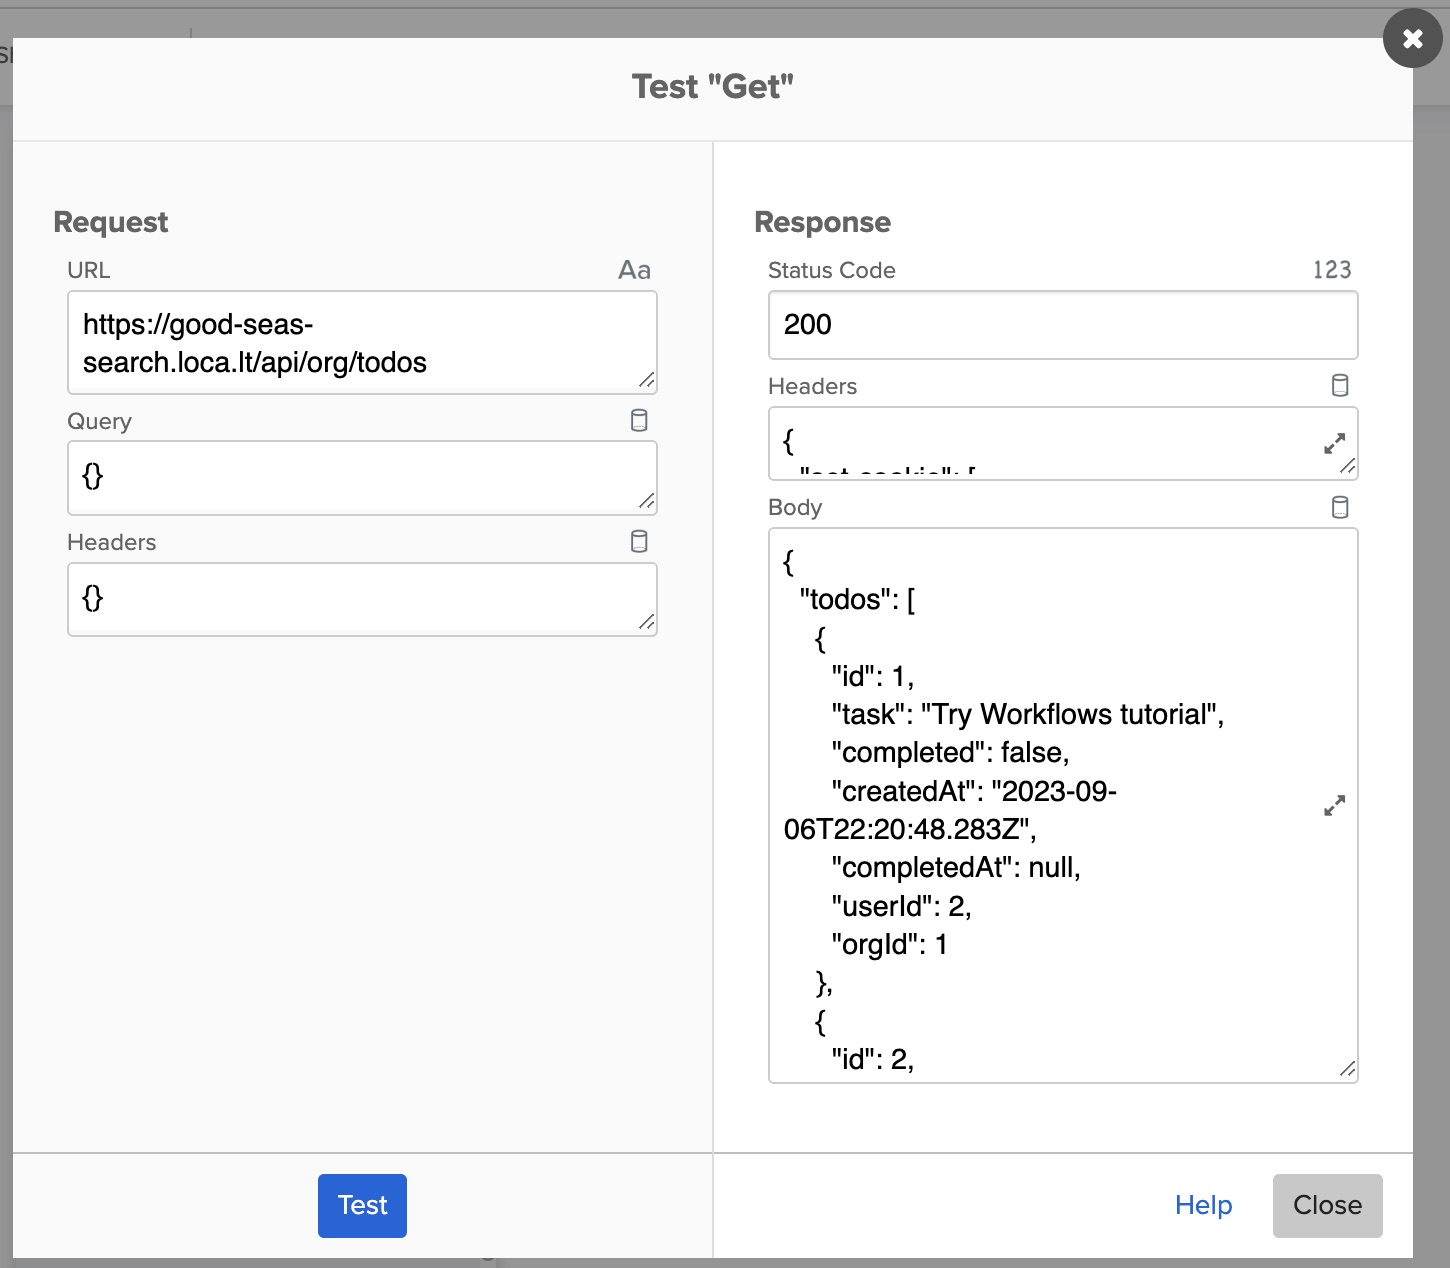 Test "Get"
Request
URL
Aa
https://good-seas-
search.loca.lt/api/org/todos
Query
{}
Headers
{}
Test
Response
Status Code
123
200
Headers
{
"set-cookie": [
Body
{
"todos": [
{
"id": 1,
"task": "Try Workflows tutorial",
"completed": false,
"createdAt": "2023-09-
06T22:20:48.283Z",
"completedAt": null,
"userId": 2,
"orgId": 1
},
{
"id": 2,
Help
Close